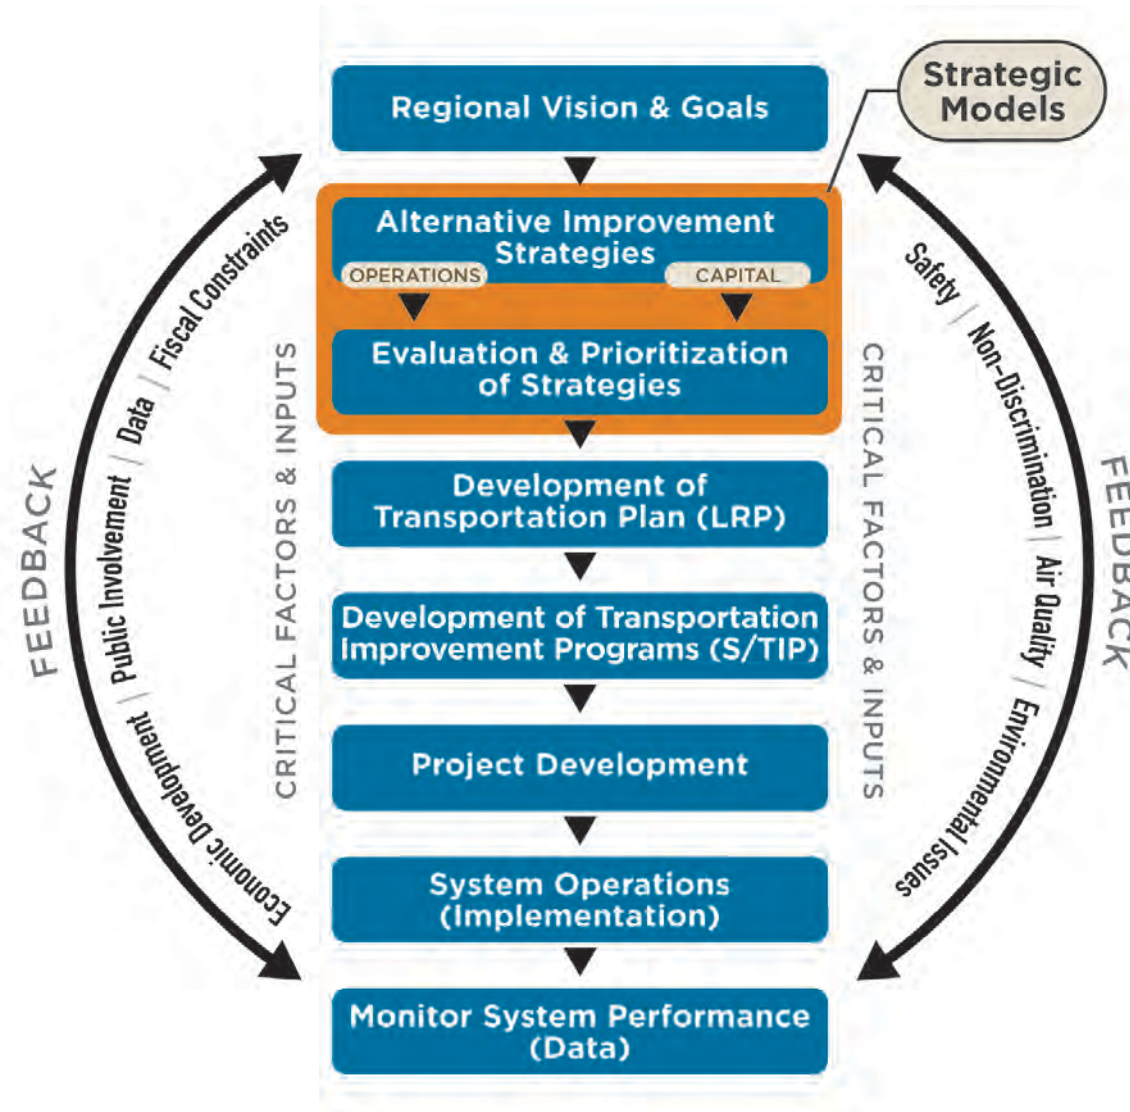 Strategic
Models
Regional Vision & Goals
Alternative Improvement
Strategies
OPERATIONS
CAPITAL
Evaluation & Prioritization
of Strategies
Development of
Transportation Plan (LRP)
Development of Transportation
Improvement Programs (S/TIP)
Project Development
System Operations
(Implementation)
Monitor System Performance
(Data)
FEEDBACK
Economic Development | Public Involvement | Data | Fiscal Constraints
CRITICAL FACTORS & INPUTS
CRITICAL FACTORS & INPUTS
Safety | Non-Discrimination | Air Quality | Environmental Issues
FEEDBACK